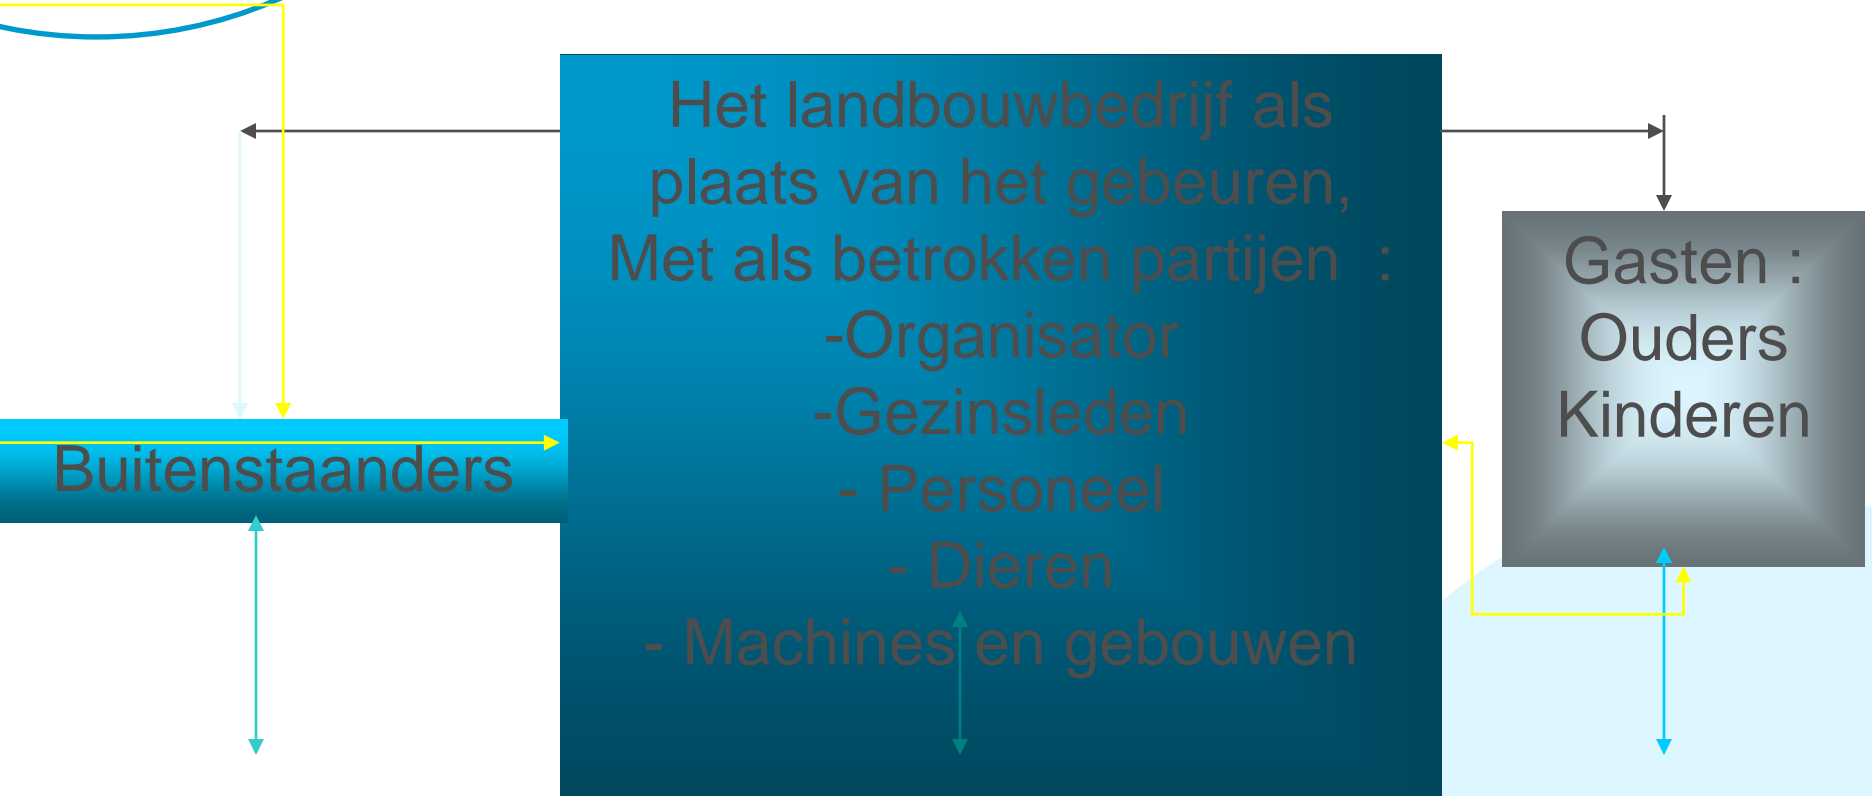 Het landbouwbedrijf als
plaats van het gebeuren,
Met als betrokken partijen :
-Organisator
-Gezinsleden
- Personeel
- Dieren
- Machines en gebouwen
Buitenstaanders
Gasten :
Ouders
Kinderen